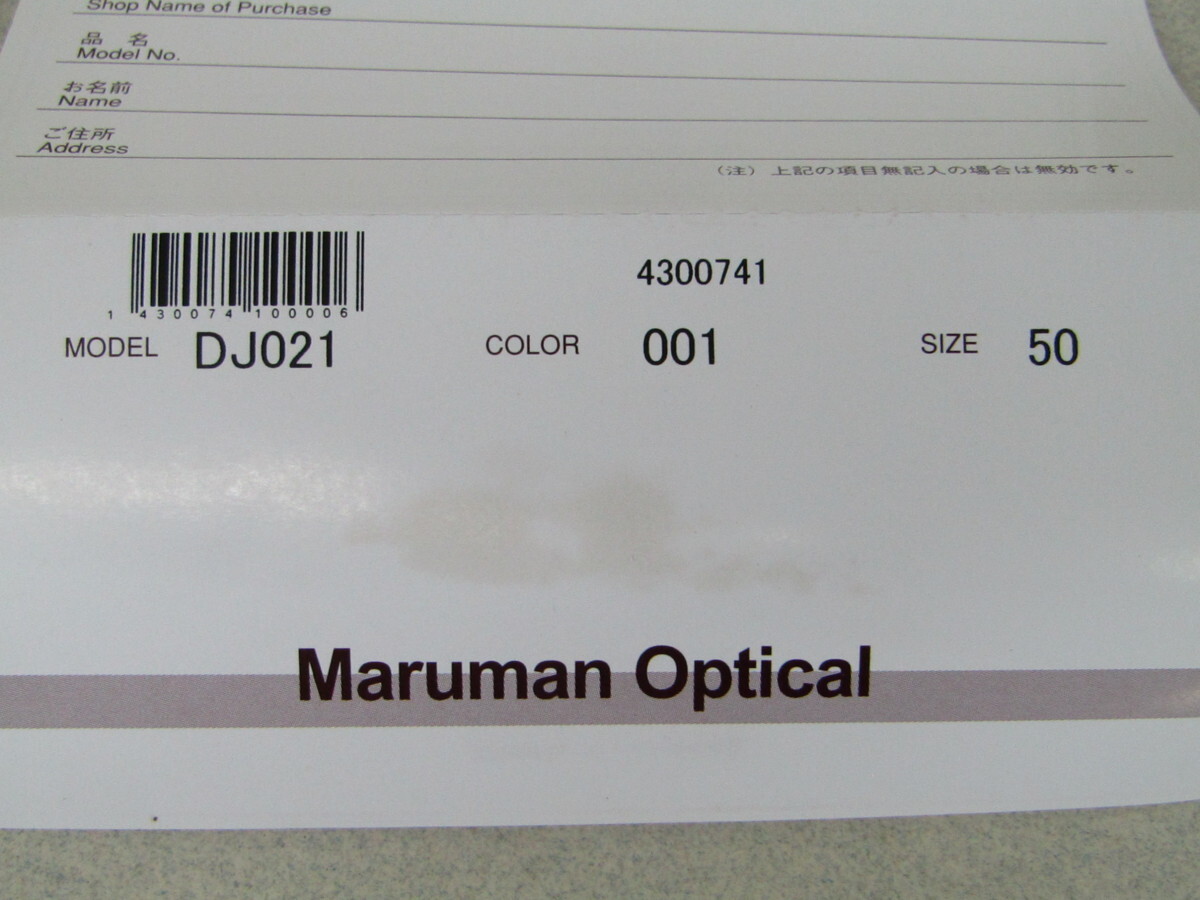 Shop Name of Purchase
品 名
Model No.
お名前
Name
ご住所
Address
(注) 上記の項目無記入の場合は無効です。
4300741
1 430074 100006
MODEL DJ021 COLOR 001 SIZE 50
Maruman Optical